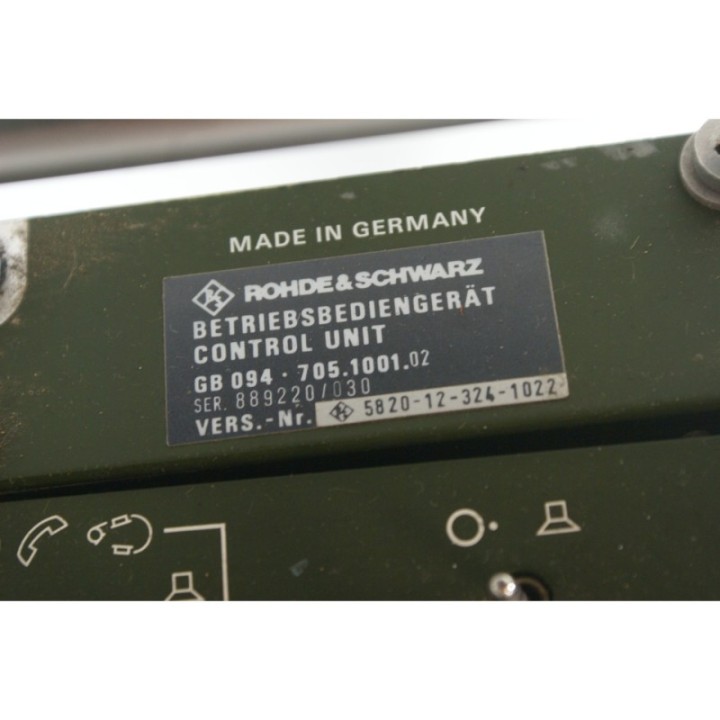 MADE IN GERMANY
ROHDE & SCHWARZ
BETRIEBSBEDIENGERÄT
CONTROL UNIT
GB 094 · 705.1001.02
SER. 889220/030
VERS.-Nr. 5820-12-324-1022